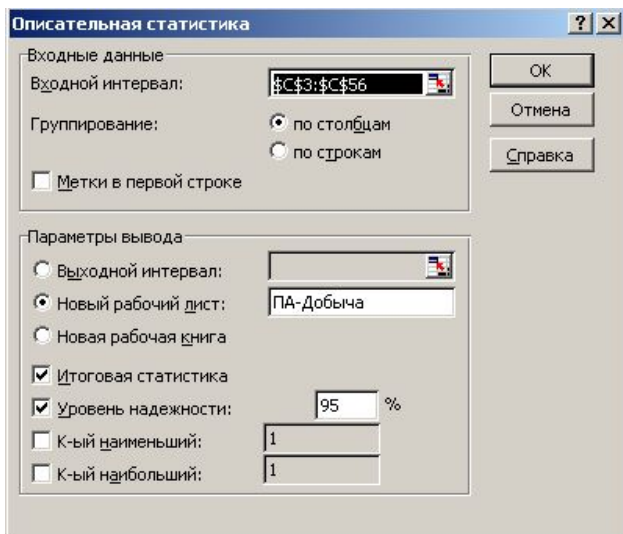 Описательная статистика
Входные данные
Входной интервал: $C$3:$C$56
Группирование: по столбцам
по строкам
Метки в первой строке
ОК
Отмена
Справка
Параметры вывода
Выходной интервал:
Новый рабочий лист: ПА-Добыча
Новая рабочая книга
Итоговая статистика
Уровень надежности: 95 %
К-ый наименьший: 1
К-ый наибольший: 1